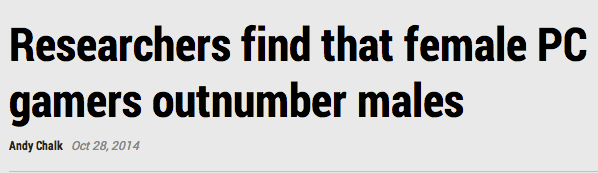 Researchers find that female PC
gamers outnumber males
Andy Chalk Oct 28, 2014